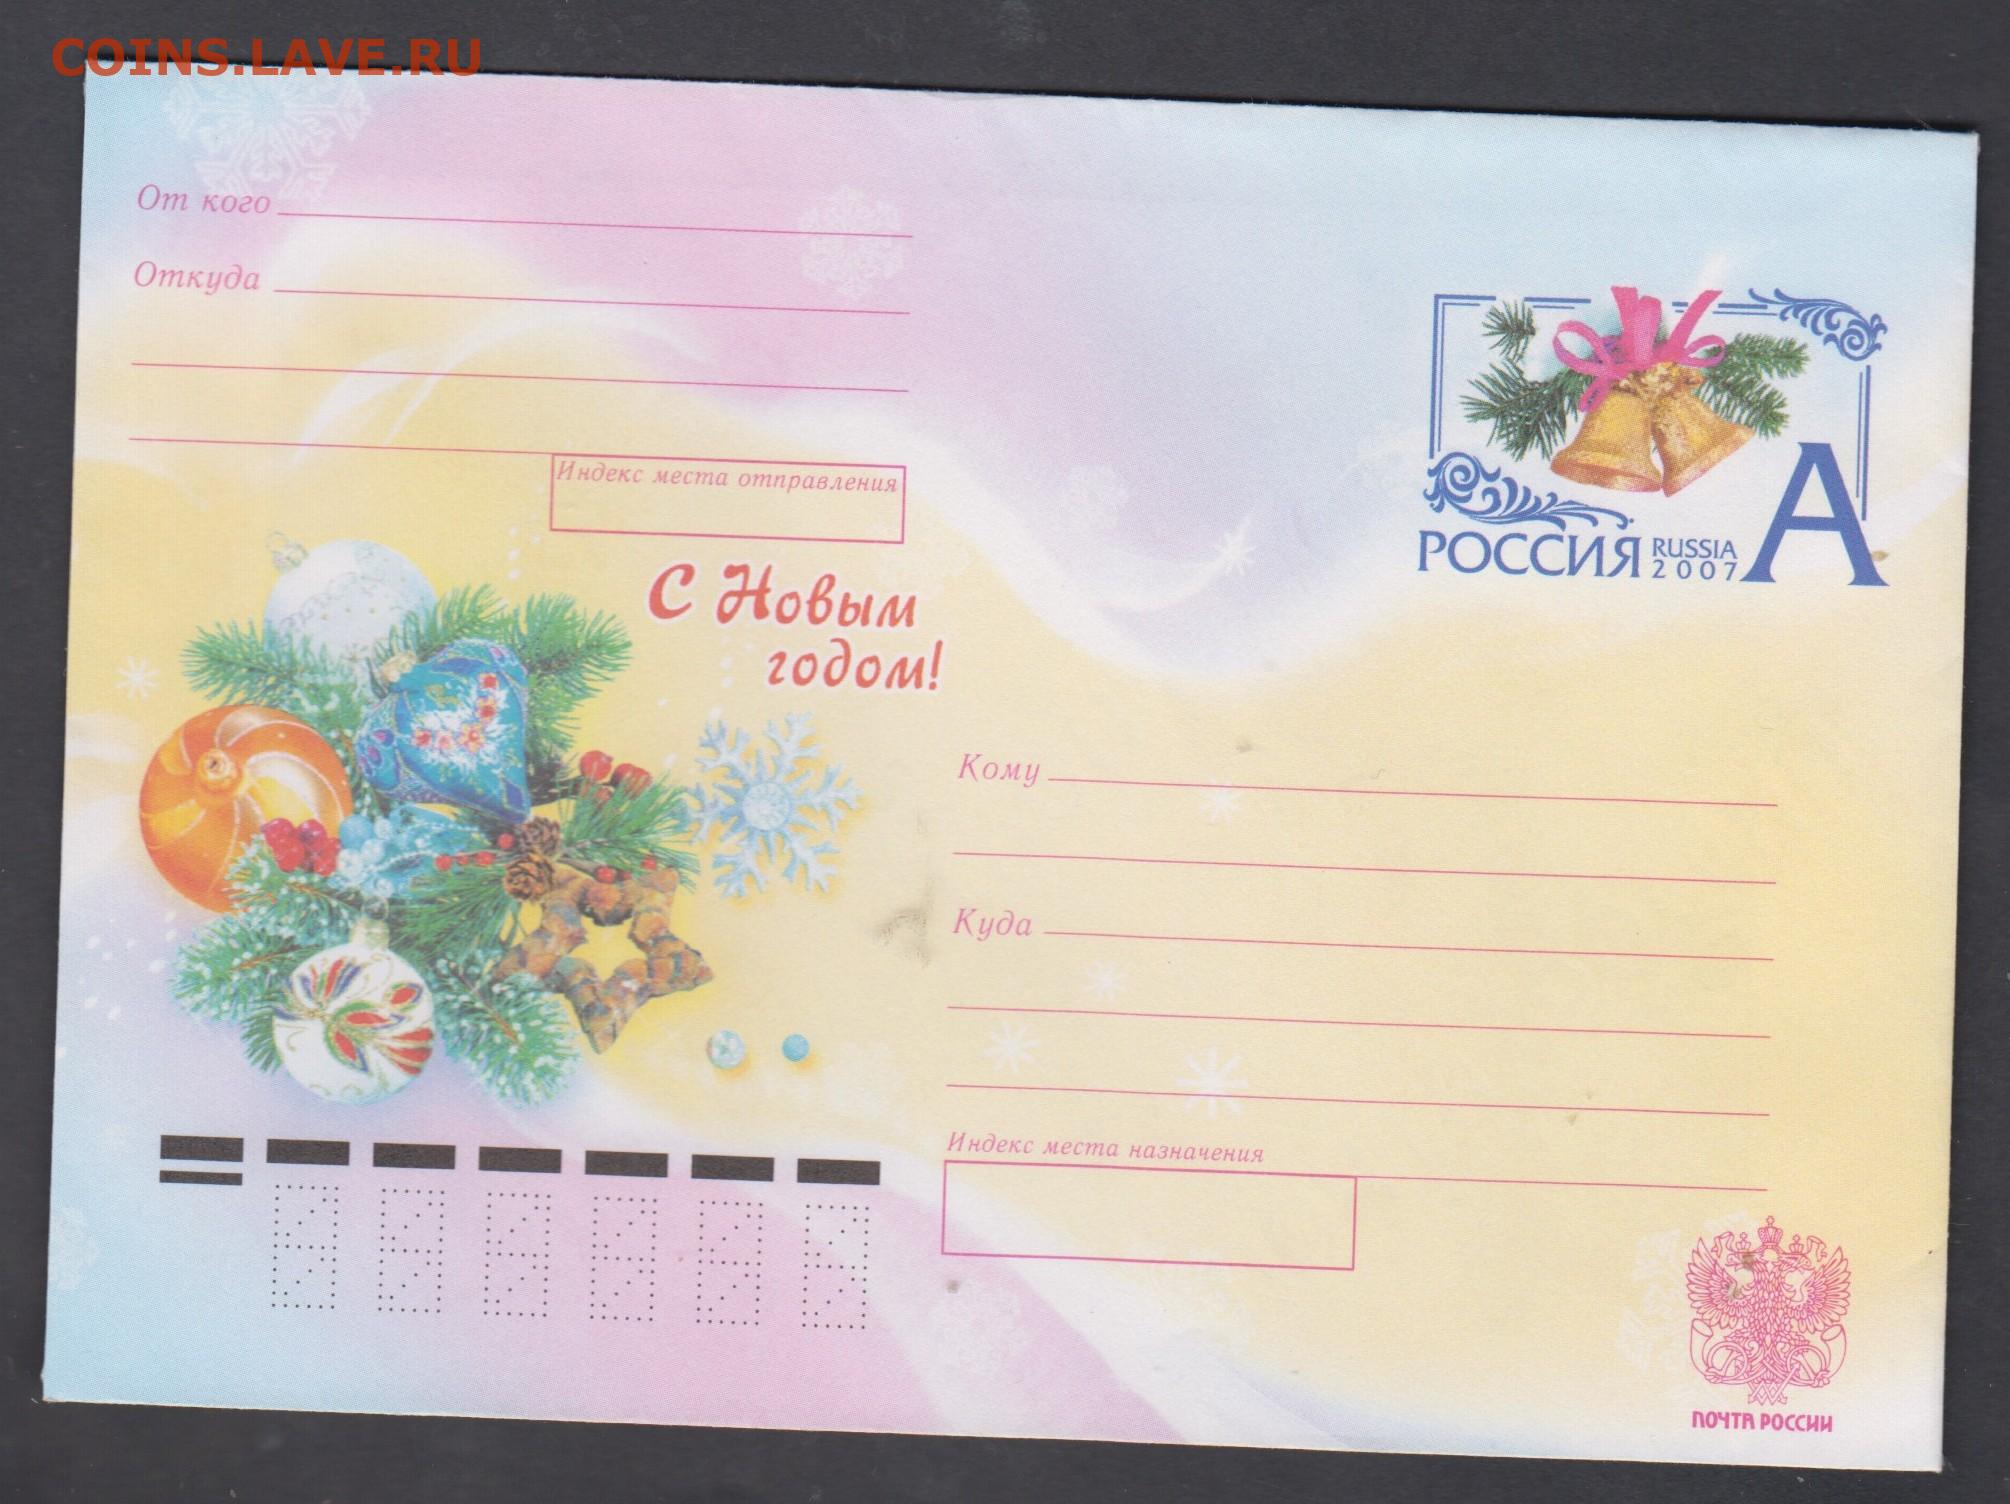 COINS.LAVE.RU
От кого
Откуда
Индекс места отправления
РОССИЯ RUSSIA 2007 А
С Новым
годом!
Кому
Куда
Индекс места назначения
ПОЧТА РОССИИ